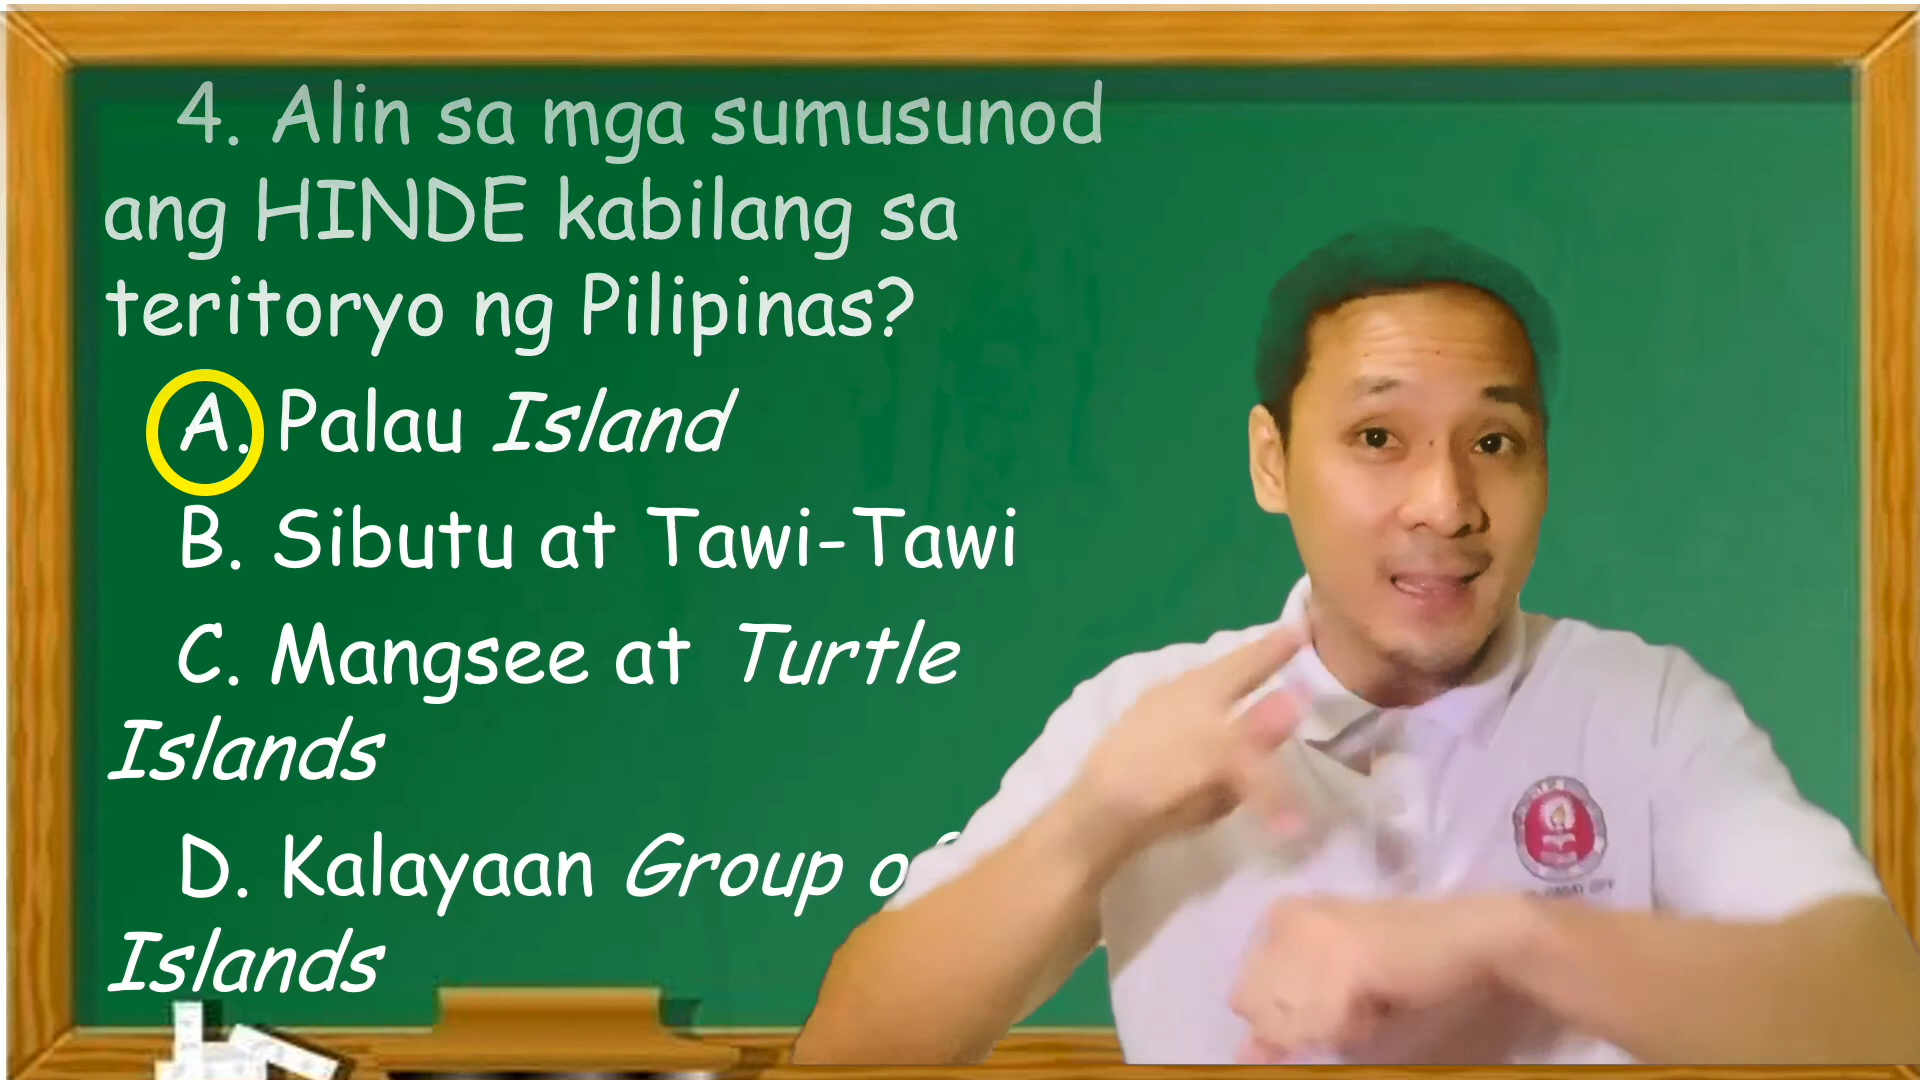 4. Alin sa mga sumusunod
ang HINDE kabilang sa
teritoryo ng Pilipinas?
A. Palau Island
B. Sibutu at Tawi-Tawi
C. Mangsee at Turtle
Islands
D. Kalayaan Group of
Islands